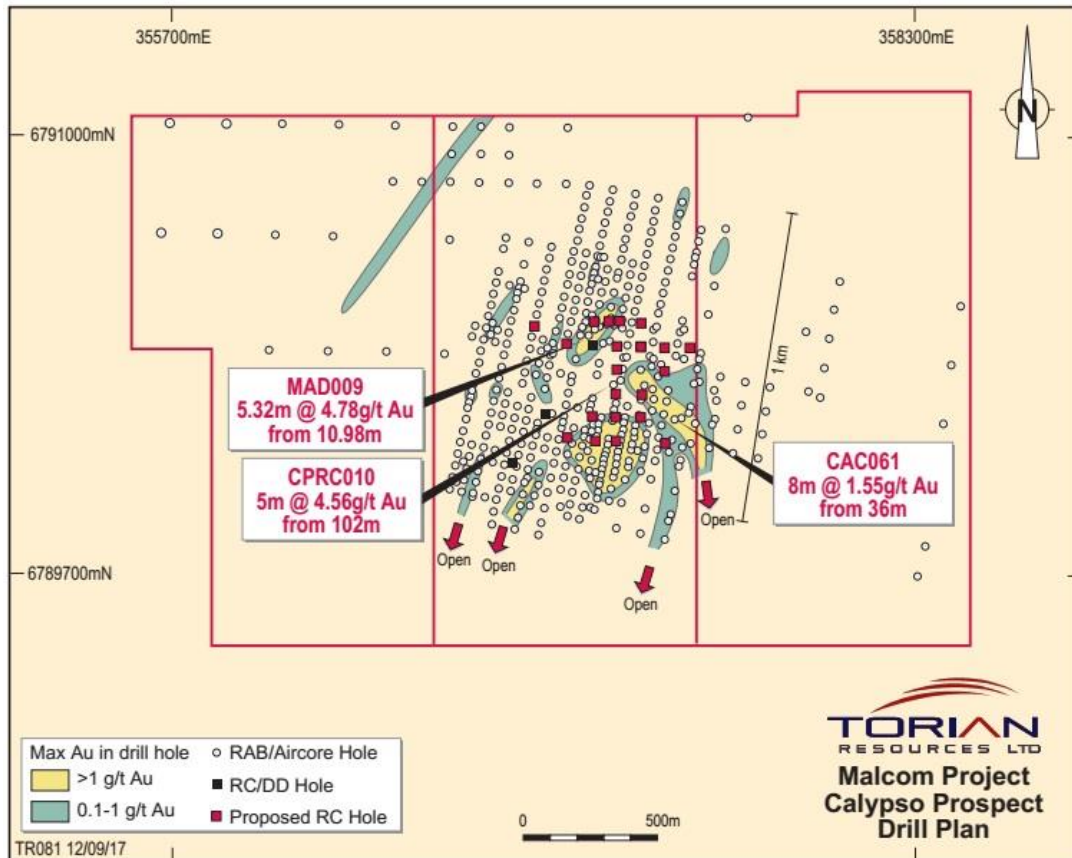 355700mE
358300mE
6791000mN
N
1 km
MAD009
5.32m @ 4.78g/t Au
from 10.98m
CPRC010
5m @ 4.56g/t Au
from 102m
CAC061
8m @ 1.55g/t Au
from 36m
Open
Open
Open
Open
6789700mN
Max Au in drill hole
>1 g/t Au
0.1-1 g/t Au
RAB/Aircore Hole
RC/DD Hole
Proposed RC Hole
0 500m
TORIAN
RESOURCES LTD
Malcom Project
Calypso Prospect
Drill Plan
TR081 12/09/17